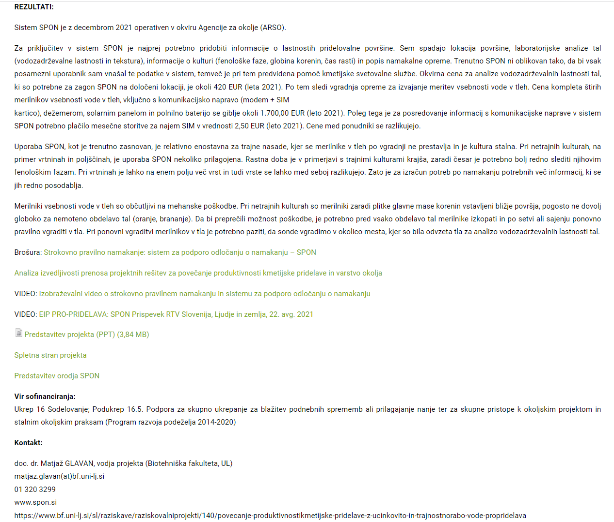 REZULTATI:
Sistem SPON je z decembrom 2021 operativen v okviru Agencije za okolje (ARSO).
Za priključitev v sistem SPON je najprej potrebno pridobiti informacije o lastnostih pridelovalne površine. Sem spadajo lokacija površine, laboratorijske analize tal
(vodozadrževalne lastnosti in tekstura), informacije o kulturi (fenološke faze, globina korenin, čas rasti) in popis namakalne opreme. Trenutno SPON ni oblikovan tako, da bi vsak
posamezni uporabnik sam vnašal te podatke v sistem, temveč je pri tem predvidena pomoč kmetijske svetovalne službe. Okvirna cena za analize vodozadrževalnih lastnosti tal,
ki so potrebne za zagon SPON na določeni lokaciji, je okoli 420 EUR (leta 2021). Po tem sledi vgradnja opreme za izvajanje meritev vsebnosti vode v tleh. Cena kompleta štirih
merilnikov vsebnosti vode v tleh, vključno s komunikacijsko napravo (modem + SIM
kartico), dežemerom, solarnim panelom in polnilno baterijo se giblje okoli 1.700,00 EUR (leto 2021). Poleg tega je za posredovanje informacij s komunikacijske naprave v sistem
SPON potrebno plačilo mesečne storitve za najem SIM v vrednosti 2,50 EUR (leto 2021). Cene med ponudniki se razlikujejo.
Uporaba SPON, kot je trenutno zasnovan, je relativno enostavna za trajne nasade, kjer se merilnike v tleh po vgradnji ne prestavlja in je kultura stalna. Pri netrajnih kulturah, na
primer vrtninah in poljščinah, je uporaba SPON nekoliko prilagojena. Rastna doba je v primerjavi s trajnimi kulturami krajša, zaradi česar je potrebno bolj redno slediti njihovim
fenološkim fazam. Pri vrtninah je lahko na enem polju več vrst in tudi vrste se lahko med seboj razlikujejo. Zato je za izračun potreb po namakanju potrebnih več informacij, ki se
jih redno posodablja.
Merilniki vsebnosti vode v tleh so občutljivi na mehanske poškodbe. Pri netrajnih kulturah so merilniki zaradi plitke glavne mase korenin vstavljeni bližje površja, pogosto ne dovolj
globoko za nemoteno obdelavo tal (oranje, brananje). Da bi preprečili možnost poškodbe, je potrebno pred vsako obdelavo tal merilnike izkopati in po setvi ali sajenju ponovno
pravilno vgraditi v tla. Pri ponovni vgraditvi merilnikov v tla je potrebno paziti, da sonde vgradimo v okolico mesta, kjer so bila odvzeta tla za analizo vodozadrževalnih lastnosti tal.
Brošura: Strokovno pravilno namakanje: sistem za podporo odločanju o namakanju – SPON
Analiza izvedljivosti prenosa projektnih rešitev za povečanje produktivnosti kmetijske pridelave in varstvo okolja
VIDEO: Izobraževalni video o strokovno pravilnem namakanju in sistemu za podporo odločanju o namakanju
VIDEO: EIP PRO-PRIDELAVA: SPON Prispevek RTV Slovenija, Ljudje in zemlja, 22. avg. 2021
Predstavitev projekta (PPT) (3,84 MB)
Spletna stran projekta
Predstavitev orodja SPON
Vir sofinanciranja:
Ukrep 16 Sodelovanje; Podukrep 16.5. Podpora za skupno ukrepanje za blažitev podnebnih sprememb ali prilagajanje nanje ter za skupne pristope k okoljskim projektom in
stalnim okoljskim praksam (Program razvoja podeželja 2014-2020)
Kontakt:
doc. dr. Matjaž GLAVAN, vodja projekta (Biotehniška fakulteta, UL)
matjaz.glavan(at)bf.uni-lj.si
01 320 3299
www.spon.si
https://www.bf.uni-lj.si/sl/raziskave/raziskovalniprojekti/140/povecanje-produktivnostikmetijske-pridelave-z-ucinkovito-in-trajnostnorabo-vode-propridelava